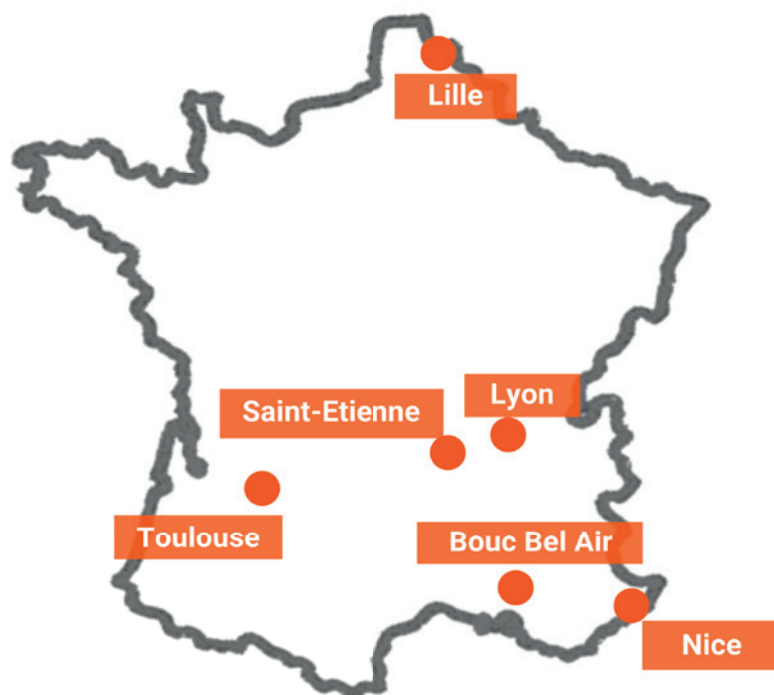 Lille
Lyon
Saint-Etienne
Toulouse
Bouc Bel Air
Nice